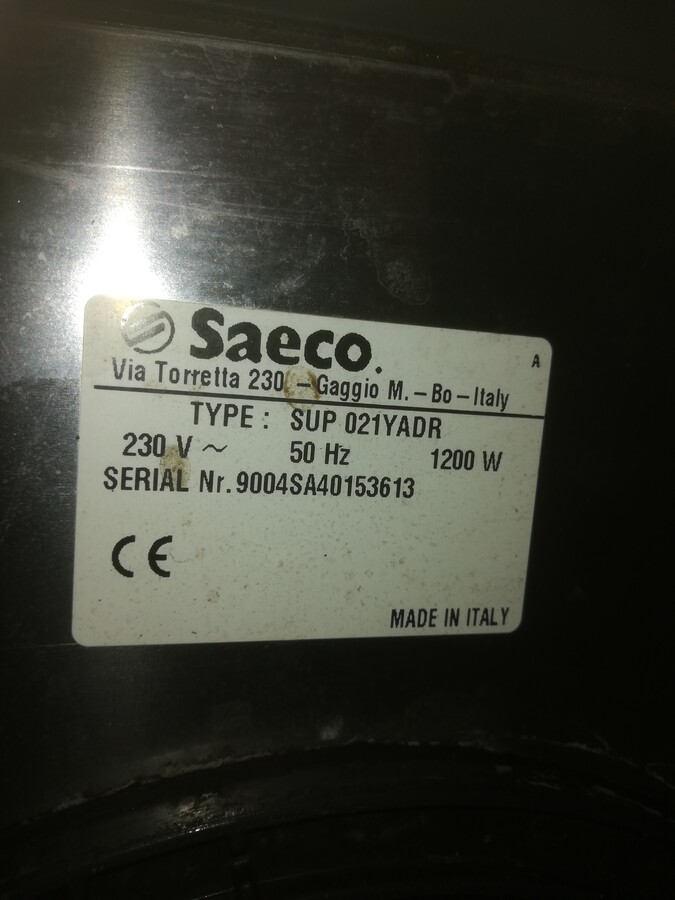 Saeco.
A
Via Torretta 230 – Gaggio M. – Bo – Italy
TYPE : SUP 021YADR
230 V ~ 50 Hz 1200 W
SERIAL Nr. 9004SA40153613
CE
MADE IN ITALY